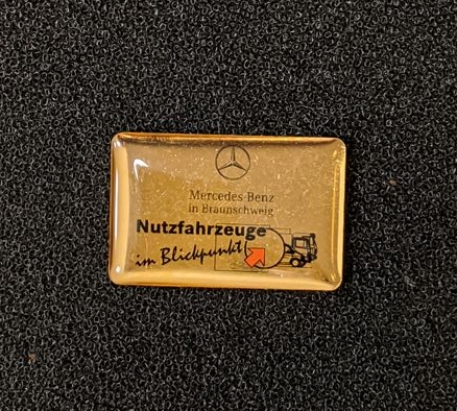 Mercedes-Benz
in Braunschweig
Nutzfahrzeuge
im Blickpunkt